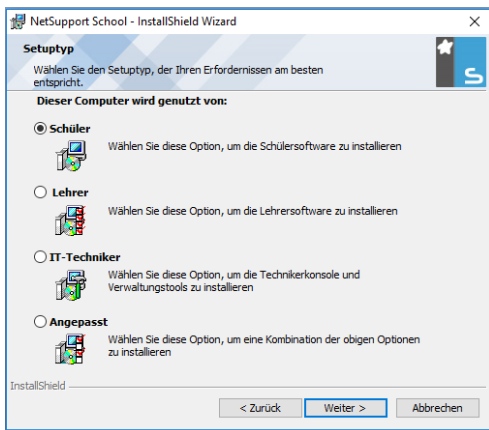 NetSupport School - InstallShield Wizard
Setuptyp
Wählen Sie den Setuptyp, der Ihren Erfordernissen am besten
entspricht.
S
Dieser Computer wird genutzt von:
Schüler
Wählen Sie diese Option, um die Schülersoftware zu installieren
Lehrer
Wählen Sie diese Option, um die Lehrersoftware zu installieren
IT-Techniker
Wählen Sie diese Option, um die Technikerkonsole und
Verwaltungstools zu installieren
Angepasst
Wählen Sie diese Option, um eine Kombination der obigen Optionen
zu installieren
InstallShield
< Zurück Weiter > Abbrechen